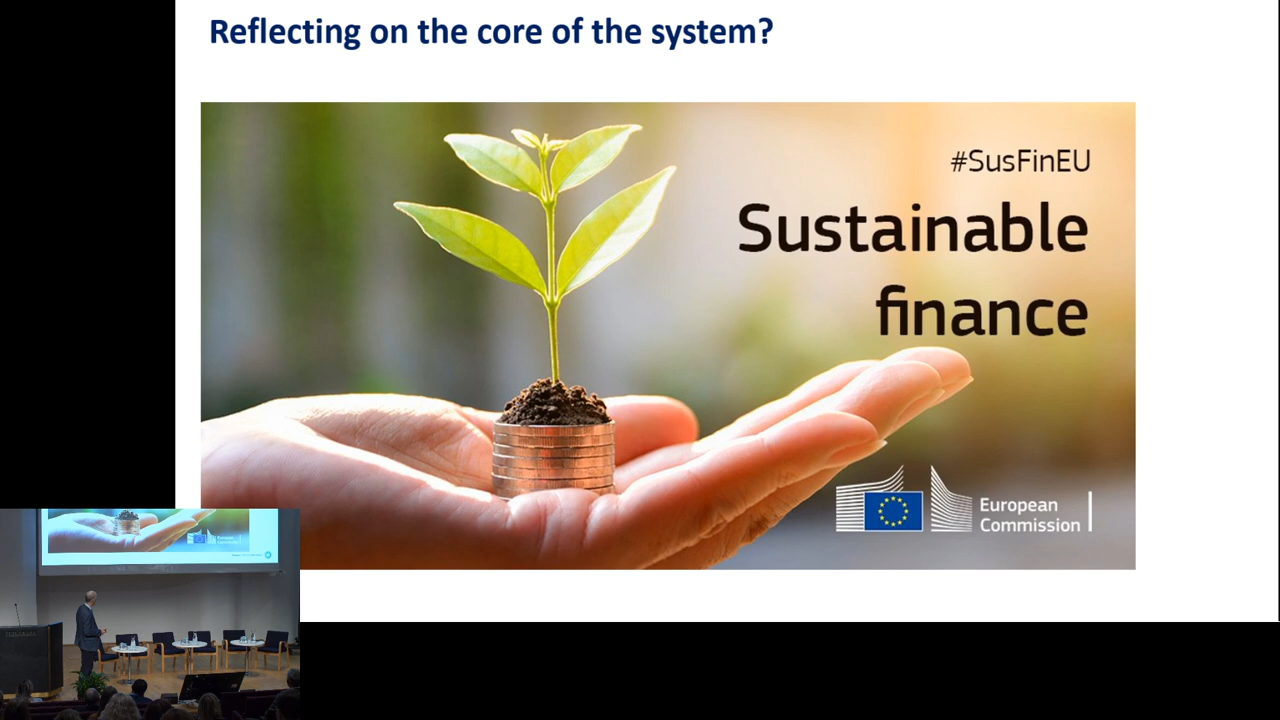 Reflecting on the core of the system?
#SusFinEU
Sustainable
finance
European
Commission